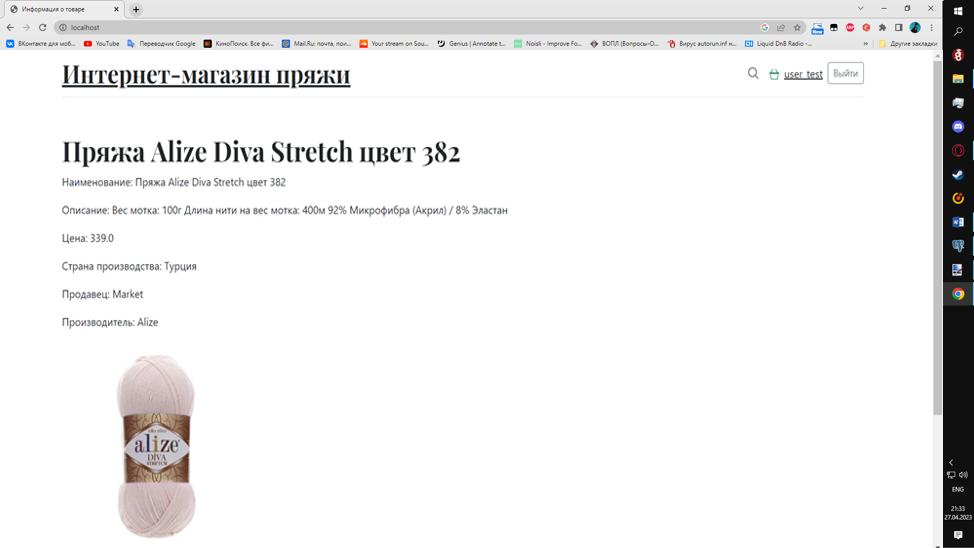 Информация о товаре
localhost
ВКонтакте для моб...
YouTube
Переводчик Google
КиноПоиск. Все фи...
Mail.Ru: почта, пои...
Your stream on Sou...
Genius | Annotate t...
Noisli - Improve Fo...
ВОПЛ (Вопросы-О...
Вирус autorun.inf н...
Liquid DnB Radio -...
Другие закладки
New
ABP
Интернет-магазин пряжи
user_test
Выйти
Пряжа Alize Diva Stretch цвет 382
Наименование: Пряжа Alize Diva Stretch цвет 382
Описание: Вес мотка: 100г Длина нити на вес мотка: 400м 92% Микрофибра (Акрил) / 8% Эластан
Цена: 339.0
Страна производства: Турция
Продавец: Market
Производитель: Alize
alize
DIVA
STRETCH
ENG
21:33
27.04.2023